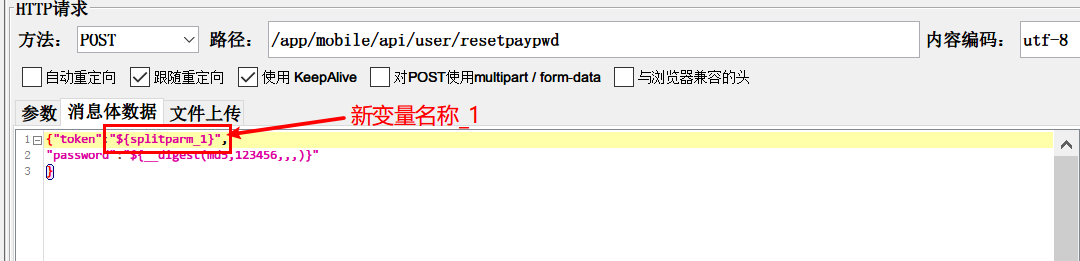 HTTP请求
方法： POST 路径： /app/mobile/api/user/resetpaypwd 内容编码： utf-8
自动重定向 跟随重定向 使用 KeepAlive 对POST使用multipart / form-data 与浏览器兼容的头
参数 消息体数据 文件上传
新变量名称_1
1 {"token":"${splitparm_1}",
2 "password":"${__digest(md5,123456,,,)}"
3 }